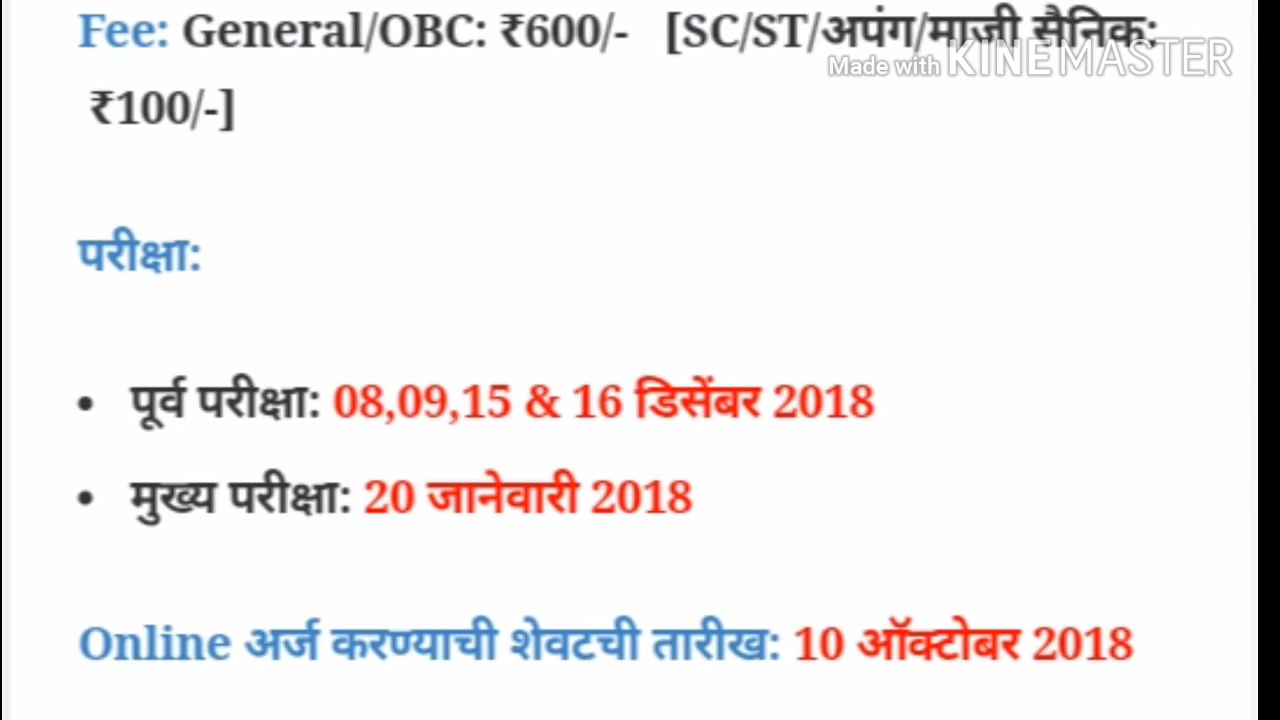 Fee: General/OBC: ₹600/- [SC/ST/अपंग/माजी सैनिक:
Made with KINEMASTER
₹100/-]
परीक्षा:
• पूर्व परीक्षा: 08,09,15 & 16 डिसेंबर 2018
• मुख्य परीक्षा: 20 जानेवारी 2018
Online अर्ज करण्याची शेवटची तारीख: 10 ऑक्टोबर 2018